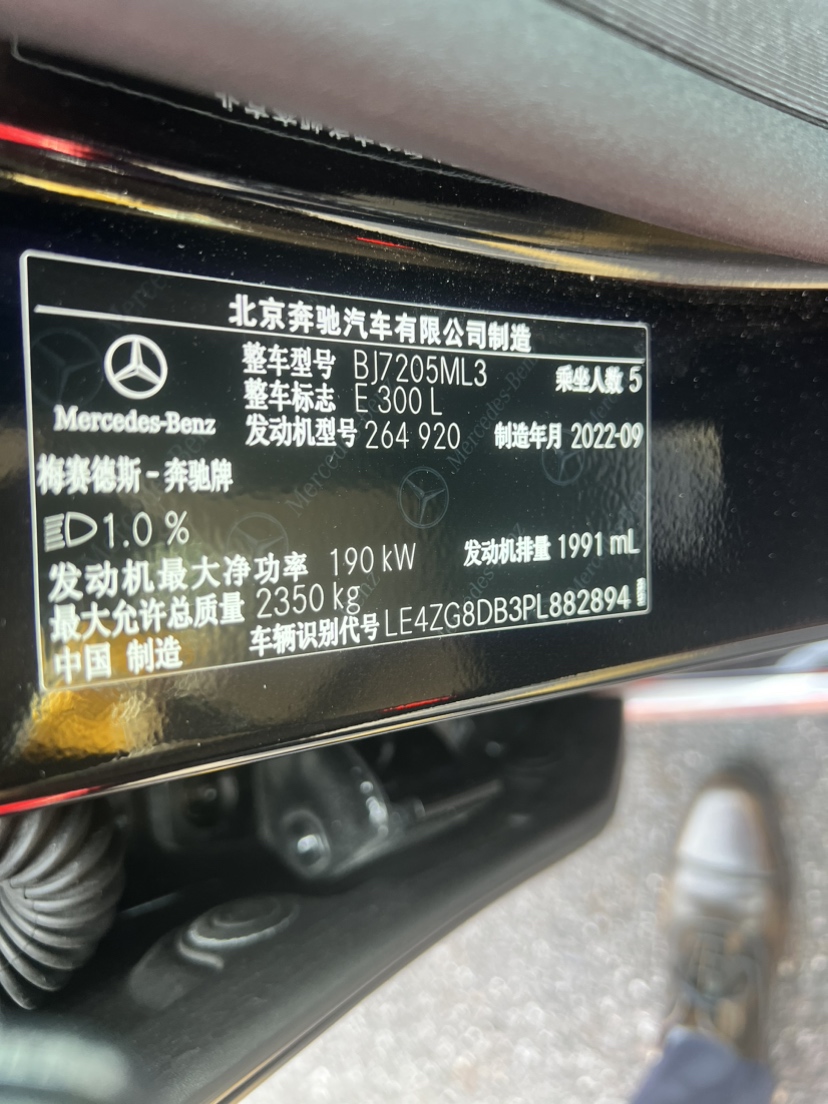 北京奔驰汽车有限公司制造
整车型号 BJ7205ML3 乘坐人数 5
整车标志 E 300 L
Mercedes-Benz
发动机型号 264 920 制造年月 2022-09
梅赛德斯-奔驰牌
1.0 %
发动机最大净功率 190 kW 发动机排量 1991 mL
最大允许总质量 2350 kg
中国 制造 车辆识别代号 LE4ZG8DB3PL882894